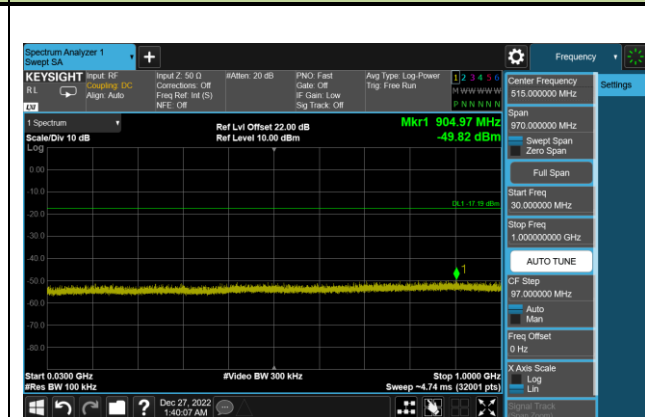 Spectrum Analyzer 1
Swept SA
+
Frequency
KEYSIGHT Input: RF Input Z: 50 Ω #Atten: 20 dB PNO: Fast Avg Type: Log-Power 1 2 3 4 5 6
RL Coupling: DC Corrections: Off Gate: Off Trig: Free Run M W W W W W
Align: Auto Freq Ref: Int (S) IF Gain: Low
NFE: Off Sig Track: Off P N N N N N
LXI
1 Spectrum
Scale/Div 10 dB
Ref Lvl Offset 22.00 dB
Ref Level 10.00 dBm
Mkr1 904.97 MHz
-49.82 dBm
Log
0.00
-10.0
DL1 -17.19 dBm
-20.0
-30.0
-40.0
1
-50.0
-60.0
-70.0
-80.0
Start 0.0300 GHz #Video BW 300 kHz Stop 1.0000 GHz
#Res BW 100 kHz Sweep ~4.74 ms (32001 pts)
?
Dec 27, 2022
1:40:07 AM
Settings
Center Frequency
515.000000 MHz
Span
970.000000 MHz
Swept Span
Zero Span
Full Span
Start Freq
30.000000 MHz
Stop Freq
1.000000000 GHz
AUTO TUNE
CF Step
97.000000 MHz
Auto
Man
Freq Offset
0 Hz
X Axis Scale
Log
Lin
Signal Track